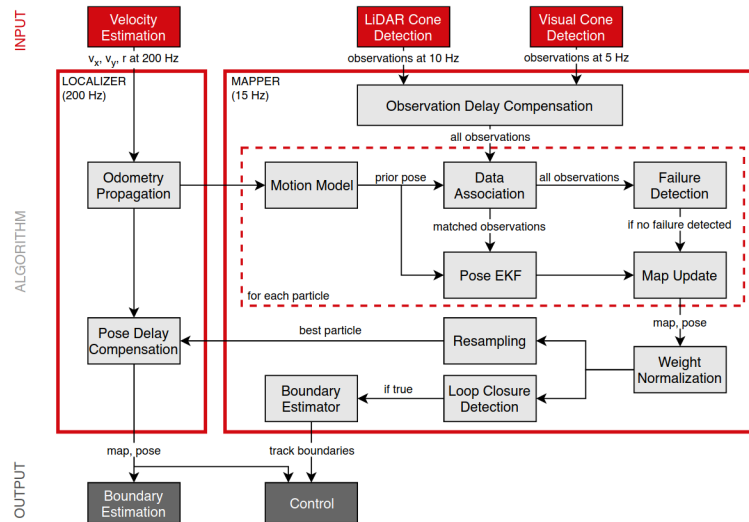 INPUT
Velocity
Estimation
LiDAR Cone
Detection
Visual Cone
Detection
vx, vy, r at 200 Hz
observations at 10 Hz
observations at 5 Hz
LOCALIZER
(200 Hz)
MAPPER
(15 Hz)
Observation Delay Compensation
all observations
ALGORITHM
Odometry
Propagation
Motion Model
prior pose
Data
Association
all observations
Failure
Detection
matched observations
if no failure detected
Pose EKF
Map Update
for each particle
map, pose
Pose Delay
Compensation
best particle
Resampling
Weight
Normalization
Boundary
Estimator
if true
Loop Closure
Detection
map, pose
track boundaries
OUTPUT
Boundary
Estimation
Control